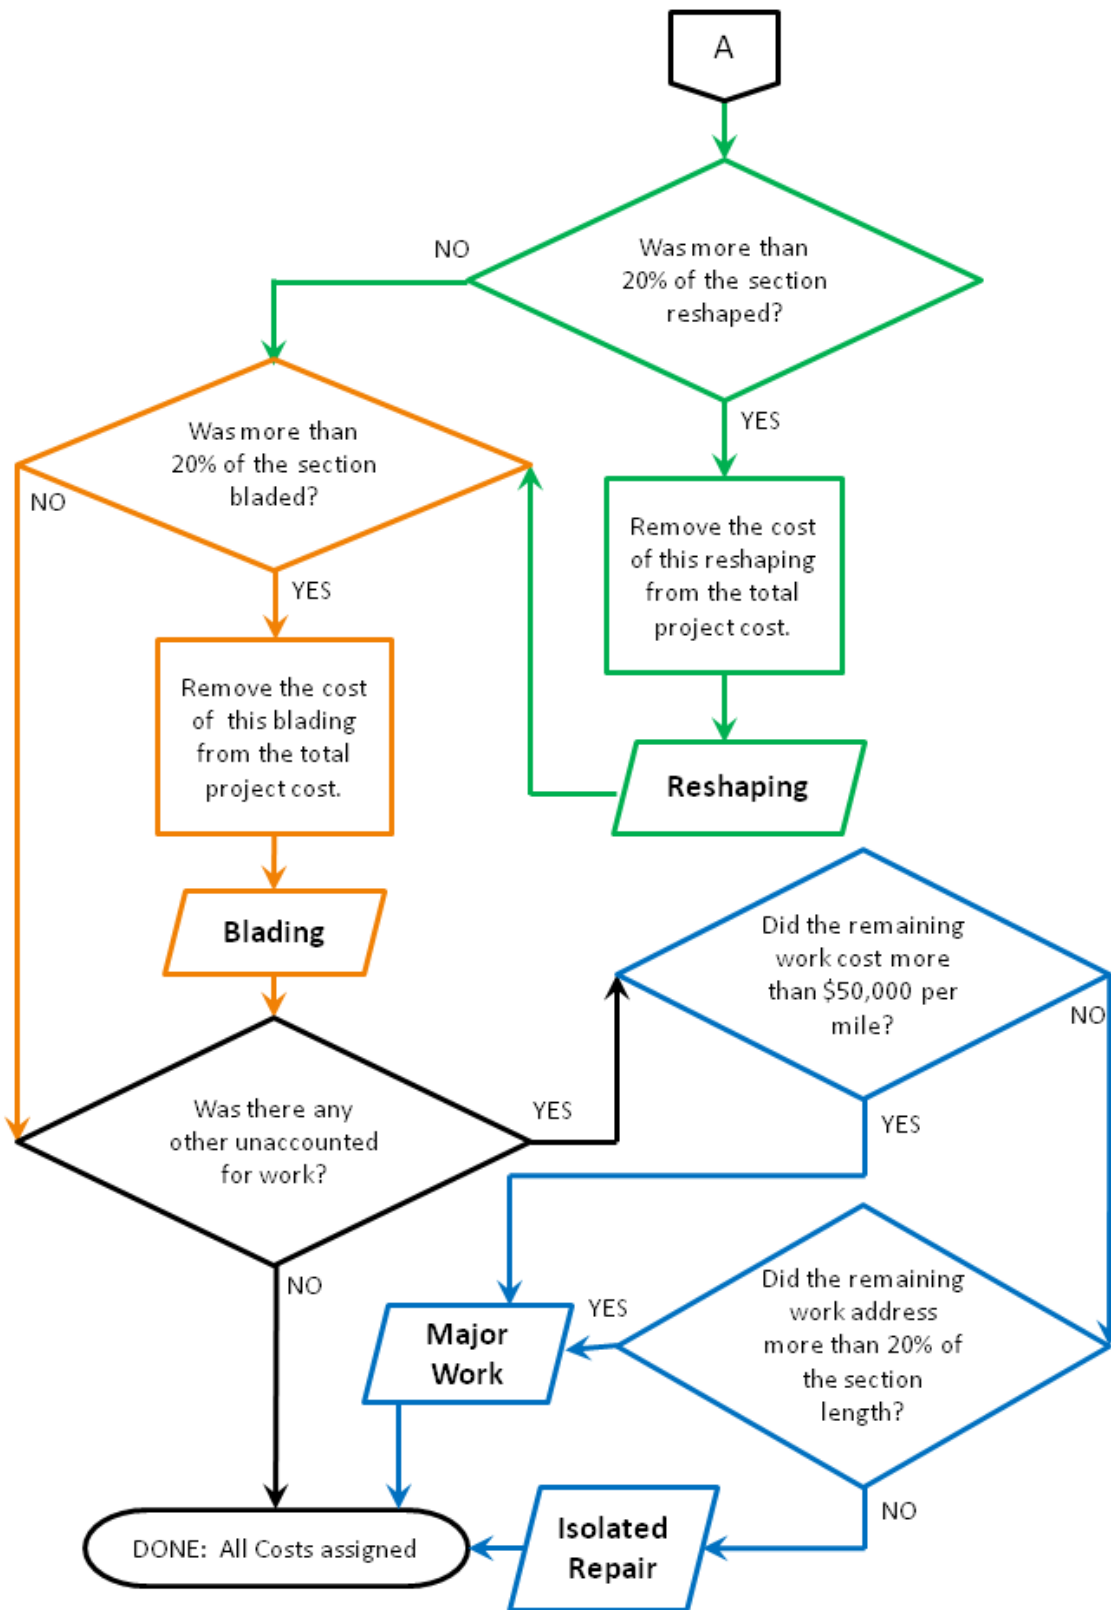 A
Was more than
20% of the section
reshaped?
NO
YES
Was more than
20% of the section
bladed?
NO
YES
Remove the cost
of this reshaping
from the total
project cost.
Reshaping
Remove the cost
of this blading
from the total
project cost.
Blading
Did the remaining
work cost more
than $50,000 per
mile?
NO
YES
Was there any
other unaccounted
for work?
YES
NO
Did the remaining
work address
more than 20% of
the section
length?
YES
NO
Major
Work
Isolated
Repair
DONE: All Costs assigned